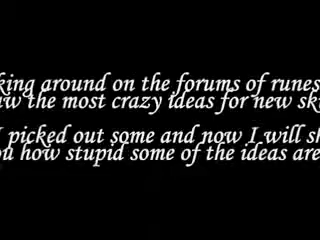 king around on the forums of runes
w the most crazy ideas for new sk
I picked out some and now I will sh
ou how stupid some of the ideas are